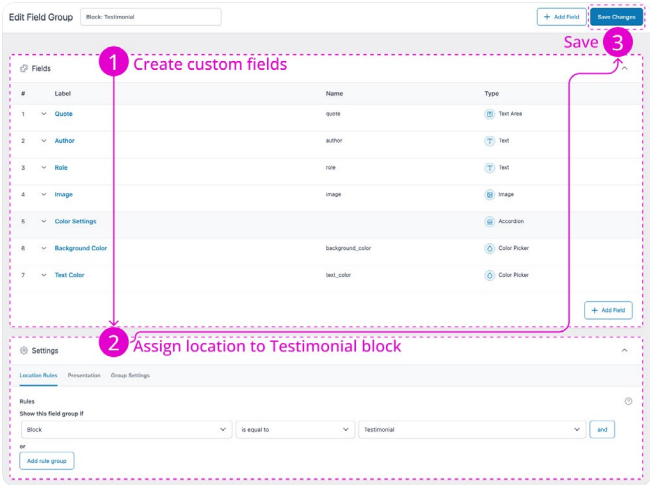 Edit Field Group Block: Testimonial + Add Field Save Changes
Save 3
Fields 1 Create custom fields
# Label Name Type
1 Quote quote Text Area
2 Author author T Text
3 Role role T Text
4 Image image Image
5 Color Settings Accordion
6 Background Color background_color Color Picker
7 Text Color text_color Color Picker
+ Add Field
Settings 2 Assign location to Testimonial block
Location Rules Presentation Group Settings
Rules
Show this field group if
Block is equal to Testimonial and
or
Add rule group